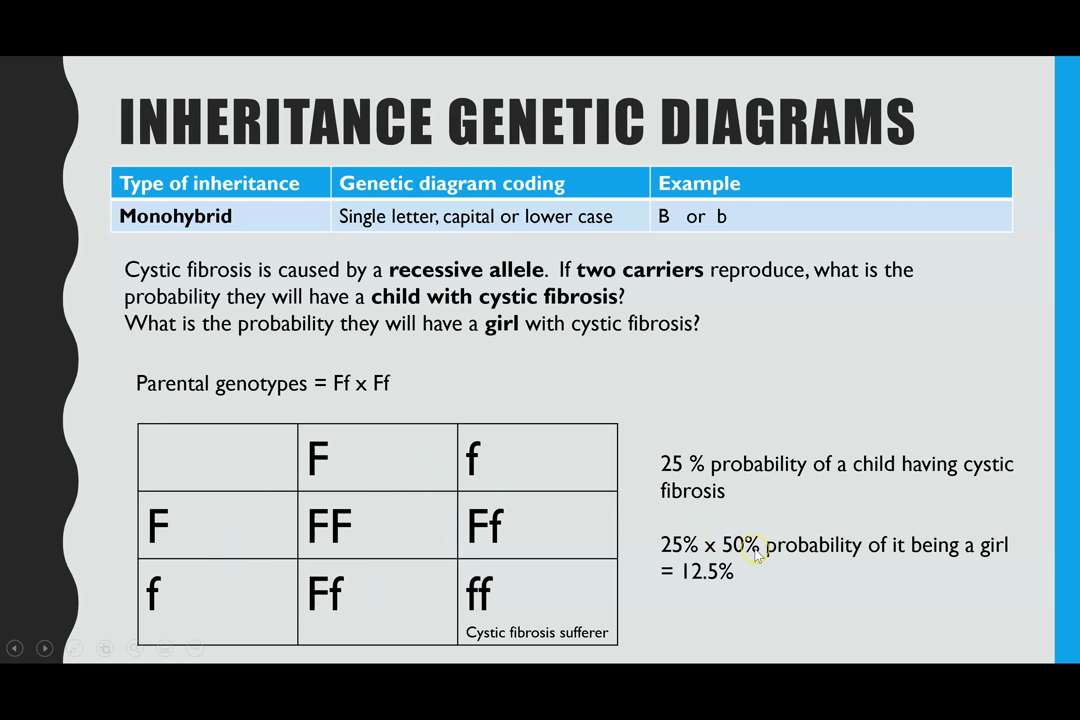 INHERITANCE GENETIC DIAGRAMS
Type of inheritance Genetic diagram coding Example
Monohybrid Single letter, capital or lower case B or b
Cystic fibrosis is caused by a recessive allele. If two carriers reproduce, what is the
probability they will have a child with cystic fibrosis?
What is the probability they will have a girl with cystic fibrosis?
Parental genotypes = Ff x Ff
F f
F FF Ff
f Ff ff
Cystic fibrosis sufferer
25 % probability of a child having cystic
fibrosis
25% x 50% probability of it being a girl
= 12.5%